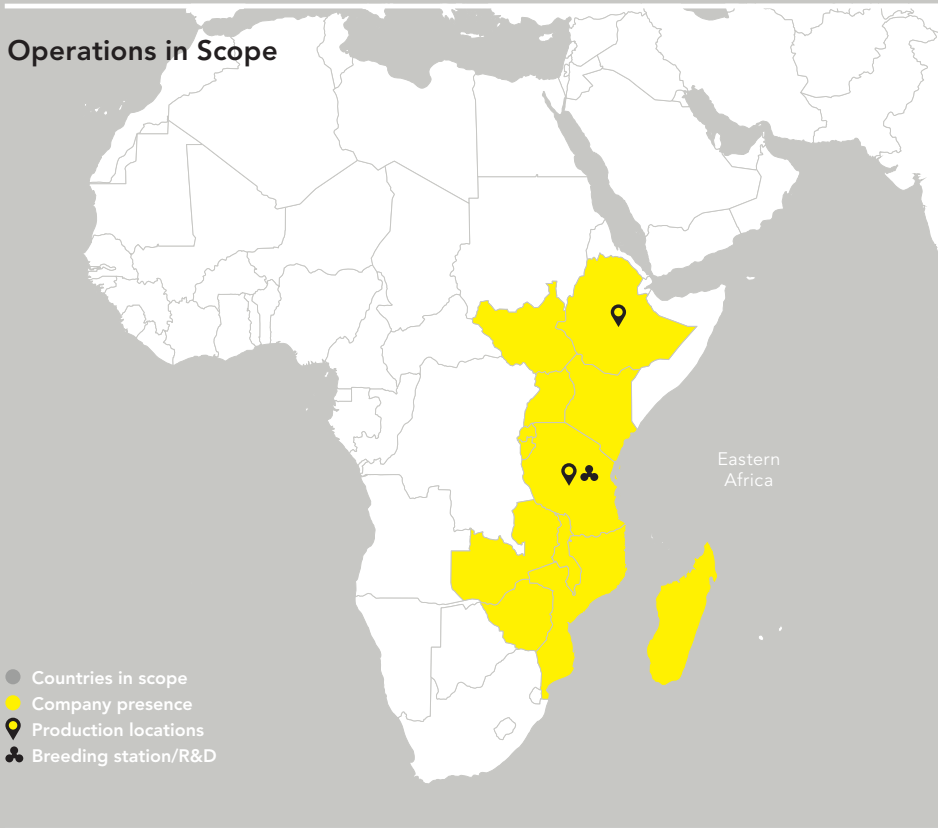 Operations in Scope
Eastern
Africa
Countries in scope
Company presence
Production locations
Breeding station/R&D